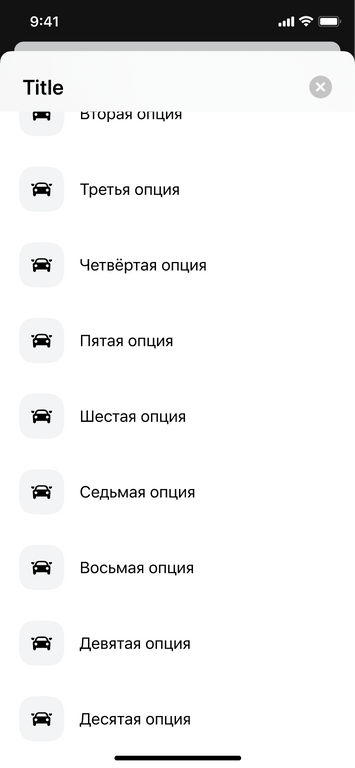 9:41
Title
Вторая опция
Третья опция
Четвёртая опция
Пятая опция
Шестая опция
Седьмая опция
Восьмая опция
Девятая опция
Десятая опция